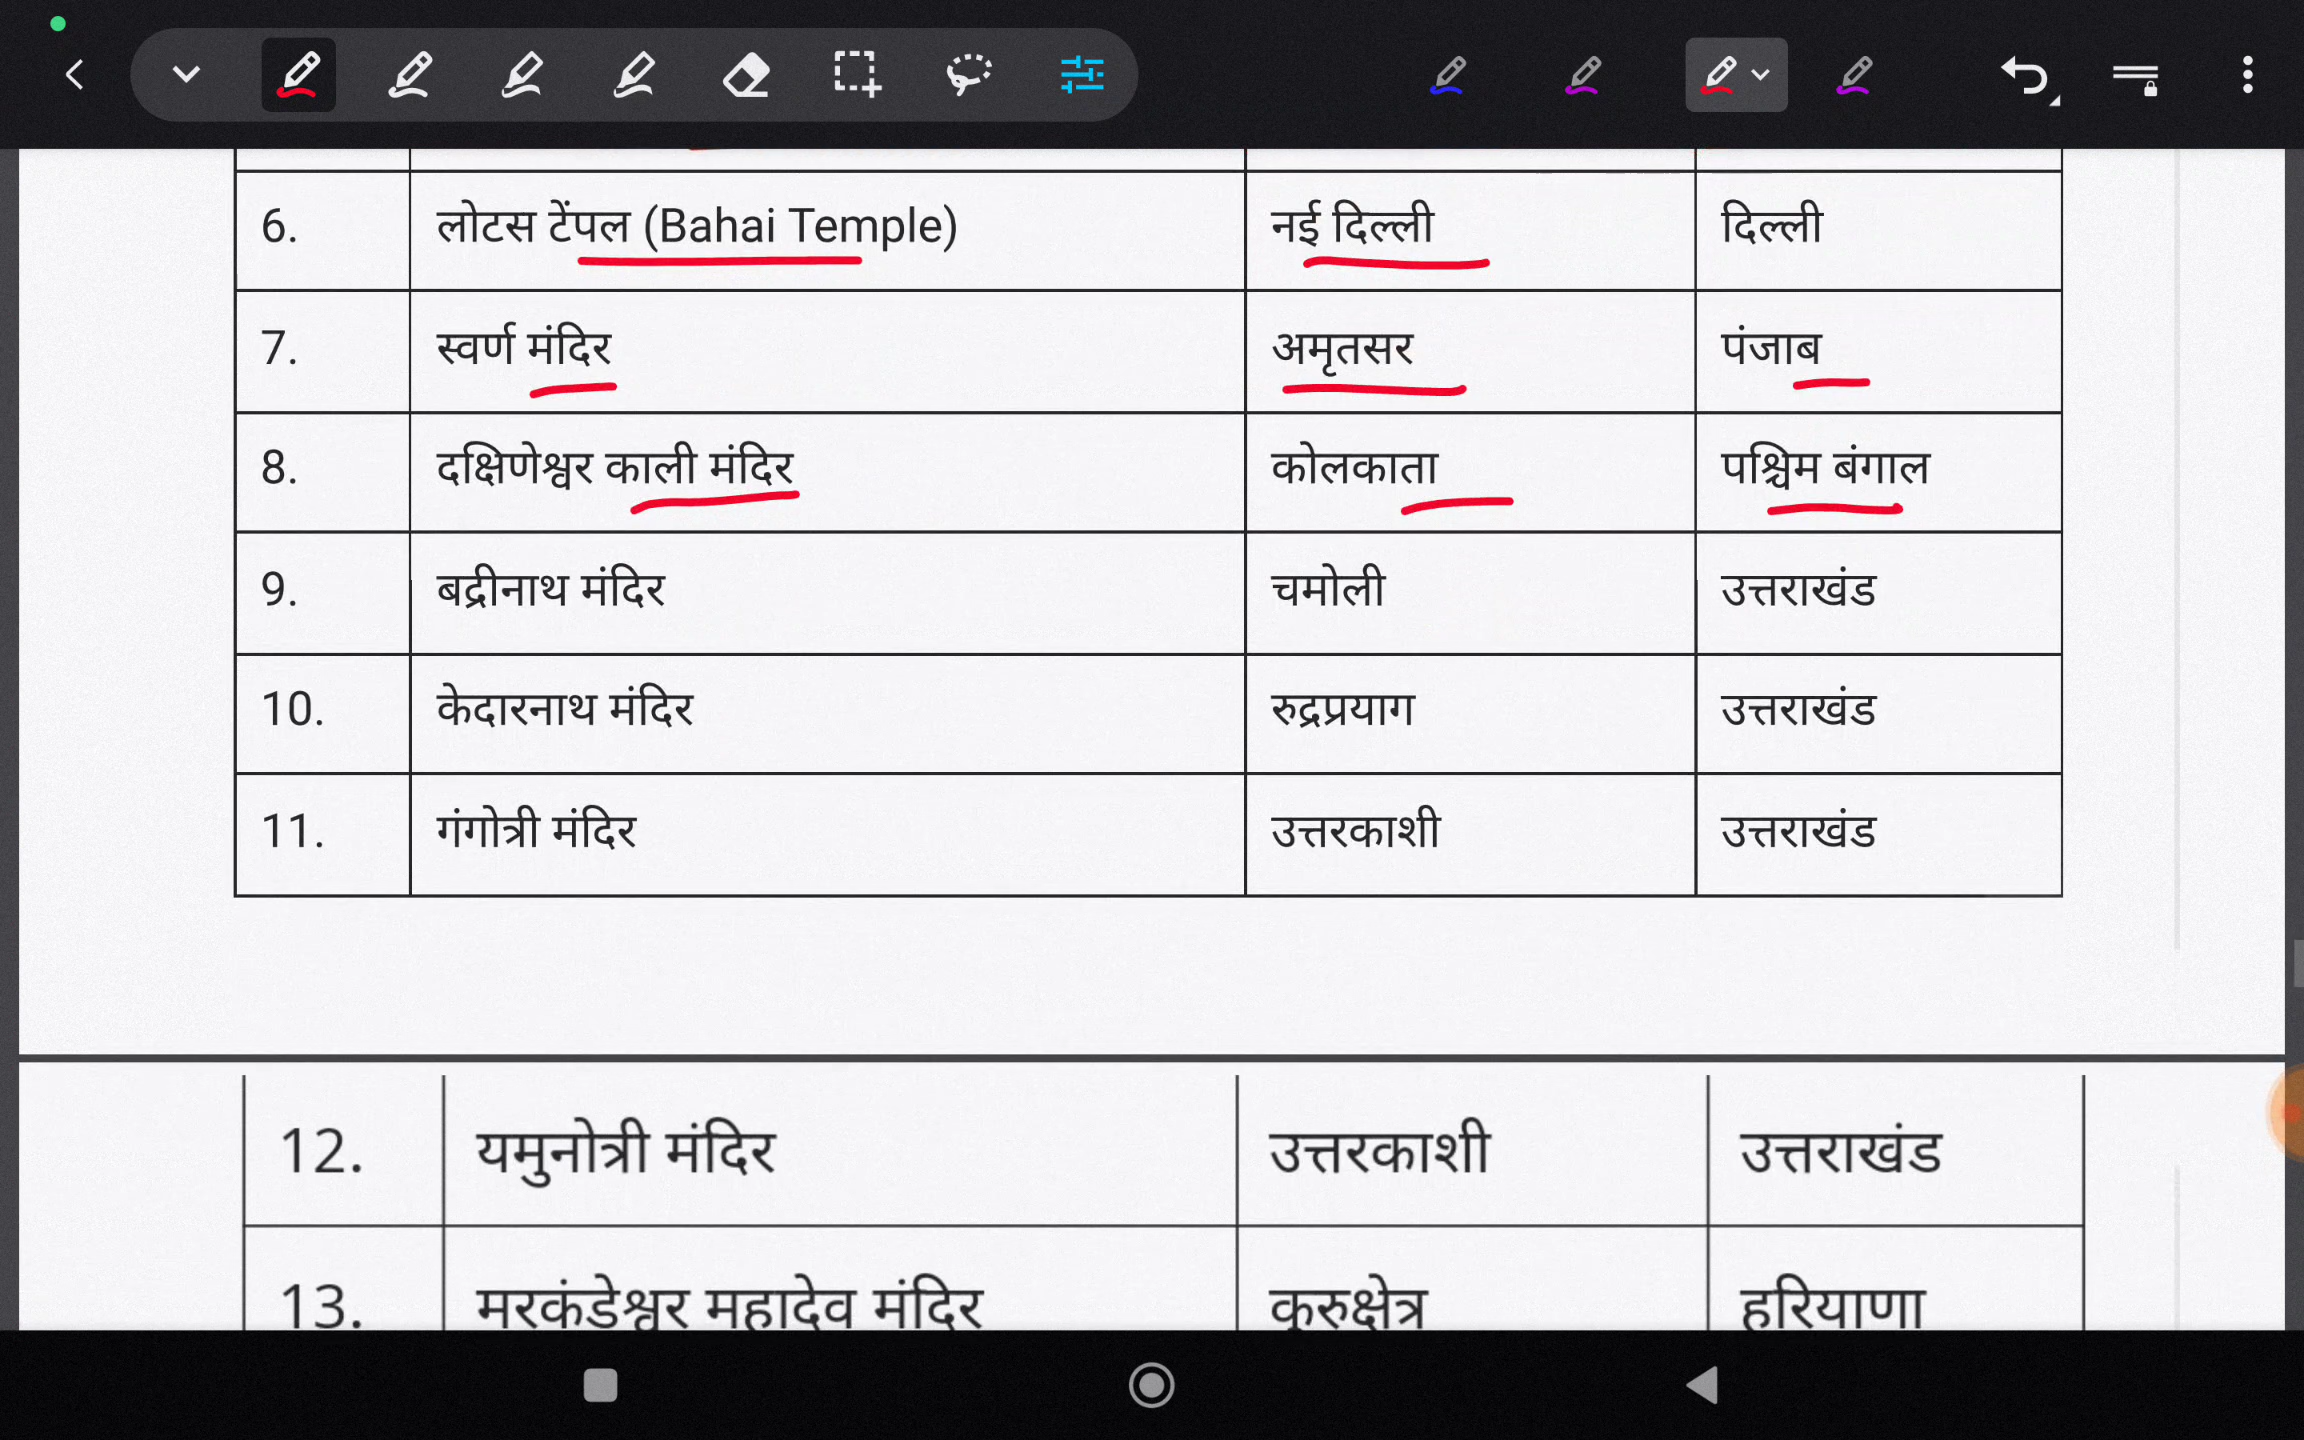 6. लोटस टेंपल (Bahai Temple) नई दिल्ली दिल्ली
7. स्वर्ण मंदिर अमृतसर पंजाब
8. दक्षिणेश्वर काली मंदिर कोलकाता पश्चिम बंगाल
9. बद्रीनाथ मंदिर चमोली उत्तराखंड
10. केदारनाथ मंदिर रुद्रप्रयाग उत्तराखंड
11. गंगोत्री मंदिर उत्तरकाशी उत्तराखंड
12. यमुनोत्री मंदिर उत्तरकाशी उत्तराखंड
13. मरकंडेश्वर महादेव मंदिर कुरुक्षेत्र हरियाणा